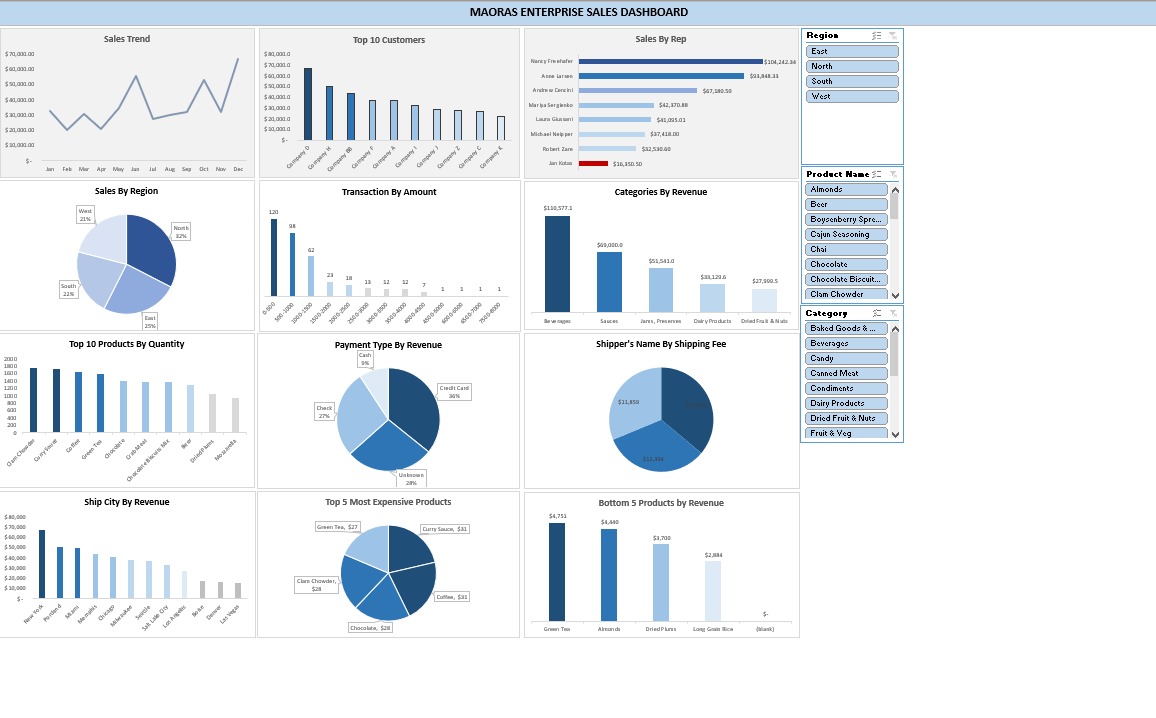 MAORAS ENTERPRISE SALES DASHBOARD
Sales Trend
$70,000.00
$60,000.00
$50,000.00
$40,000.00
$30,000.00
$20,000.00
$10,000.00
$-
Jan Feb Mar Apr May Jun Jul Aug Sep Oct Nov Dec
Top 10 Customers
$80,000.0
$70,000.0
$60,000.0
$50,000.0
$40,000.0
$30,000.0
$20,000.0
$10,000.0
$-
Company D
Company H
Company BB
Company F
Company A
Company I
Company J
Company Z
Company C
Company K
Sales By Rep
Nancy Freehafer $104,242.34
Anne Larsen $93,848.33
Andrew Cencini $67,180.50
Mariya Sergienko $42,370.88
Laura Giussani $41,095.01
Michael Neipper $37,418.00
Robert Zare $32,530.60
Jan Kotas $16,350.50
Region
East
North
South
West
Sales By Region
West
21%
North
32%
South
22%
East
25%
Transaction By Amount
120 98 62 23 18 13 12 12 7 1 1 1 1
0-500
500-1000
1000-1500
1500-2000
2000-2500
2500-3000
3000-3500
3500-4000
4000-4500
4500-5000
6000-6500
6500-7000
7500-8000
Categories By Revenue
$110,577.1
$69,000.0
$51,541.0
$33,129.6
$27,999.5
Beverages Sauces Jams, Preserves Dairy Products Dried Fruit & Nuts
Product Name
Almonds
Beer
Boysenberry Spre...
Cajun Seasoning
Chai
Chocolate
Chocolate Biscuit...
Clam Chowder
Category
Baked Goods & ...
Beverages
Candy
Canned Meat
Condiments
Dairy Products
Dried Fruit & Nuts
Fruit & Veg
Top 10 Products By Quantity
2000
1800
1600
1400
1200
1000
800
600
400
200
0
Clam Chowder
Curry Sauce
Coffee
Green Tea
Chocolate
Crab Meat
Chocolate Biscuits Mix
Beer
Dried Plums
Mozzarella
Payment Type By Revenue
Cash
9%
Credit Card
36%
Check
27%
Unknown
28%
Shipper's Name By Shipping Fee
$11,858
Ship City By Revenue
$80,000
$70,000
$60,000
$50,000
$40,000
$30,000
$20,000
$10,000
$-
New York
Portland
Miami
Memphis
Chicago
Milwaukee
Seattle
Salt Lake City
Los Angelas
Boise
Denver
Las Vegas
Top 5 Most Expensive Products
Green Tea, $27
Curry Sauce, $31
Clam Chowder,
$28
Coffee, $31
Chocolate, $28
Bottom 5 Products by Revenue
$4,751
$4,440
$3,700
$2,884
$-
Green Tea Almonds Dried Plums Long Grain Rice (blank)